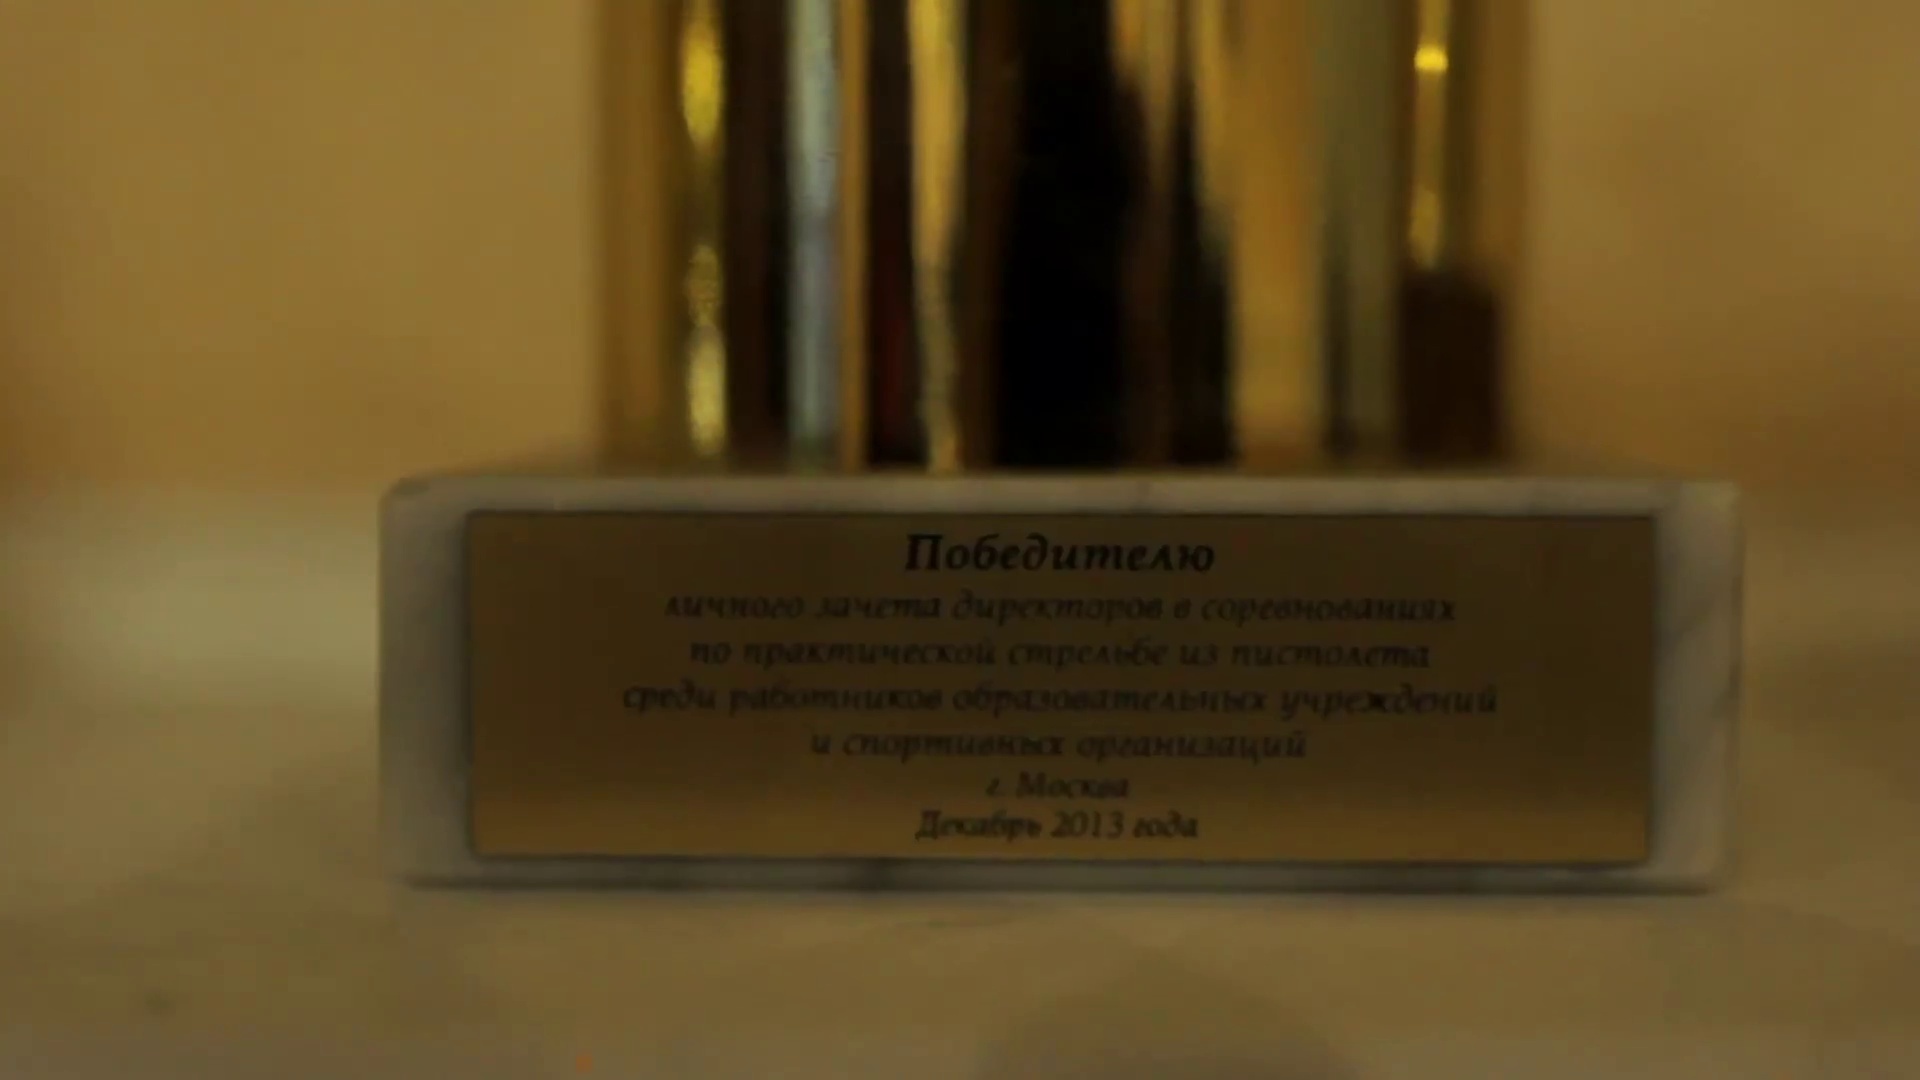 Победителю
личного зачета директоров в соревнованиях
по практической стрельбе из пистолета
среди работников образовательных учреждений
и спортивных организаций
г. Москва
Декабрь 2013 года